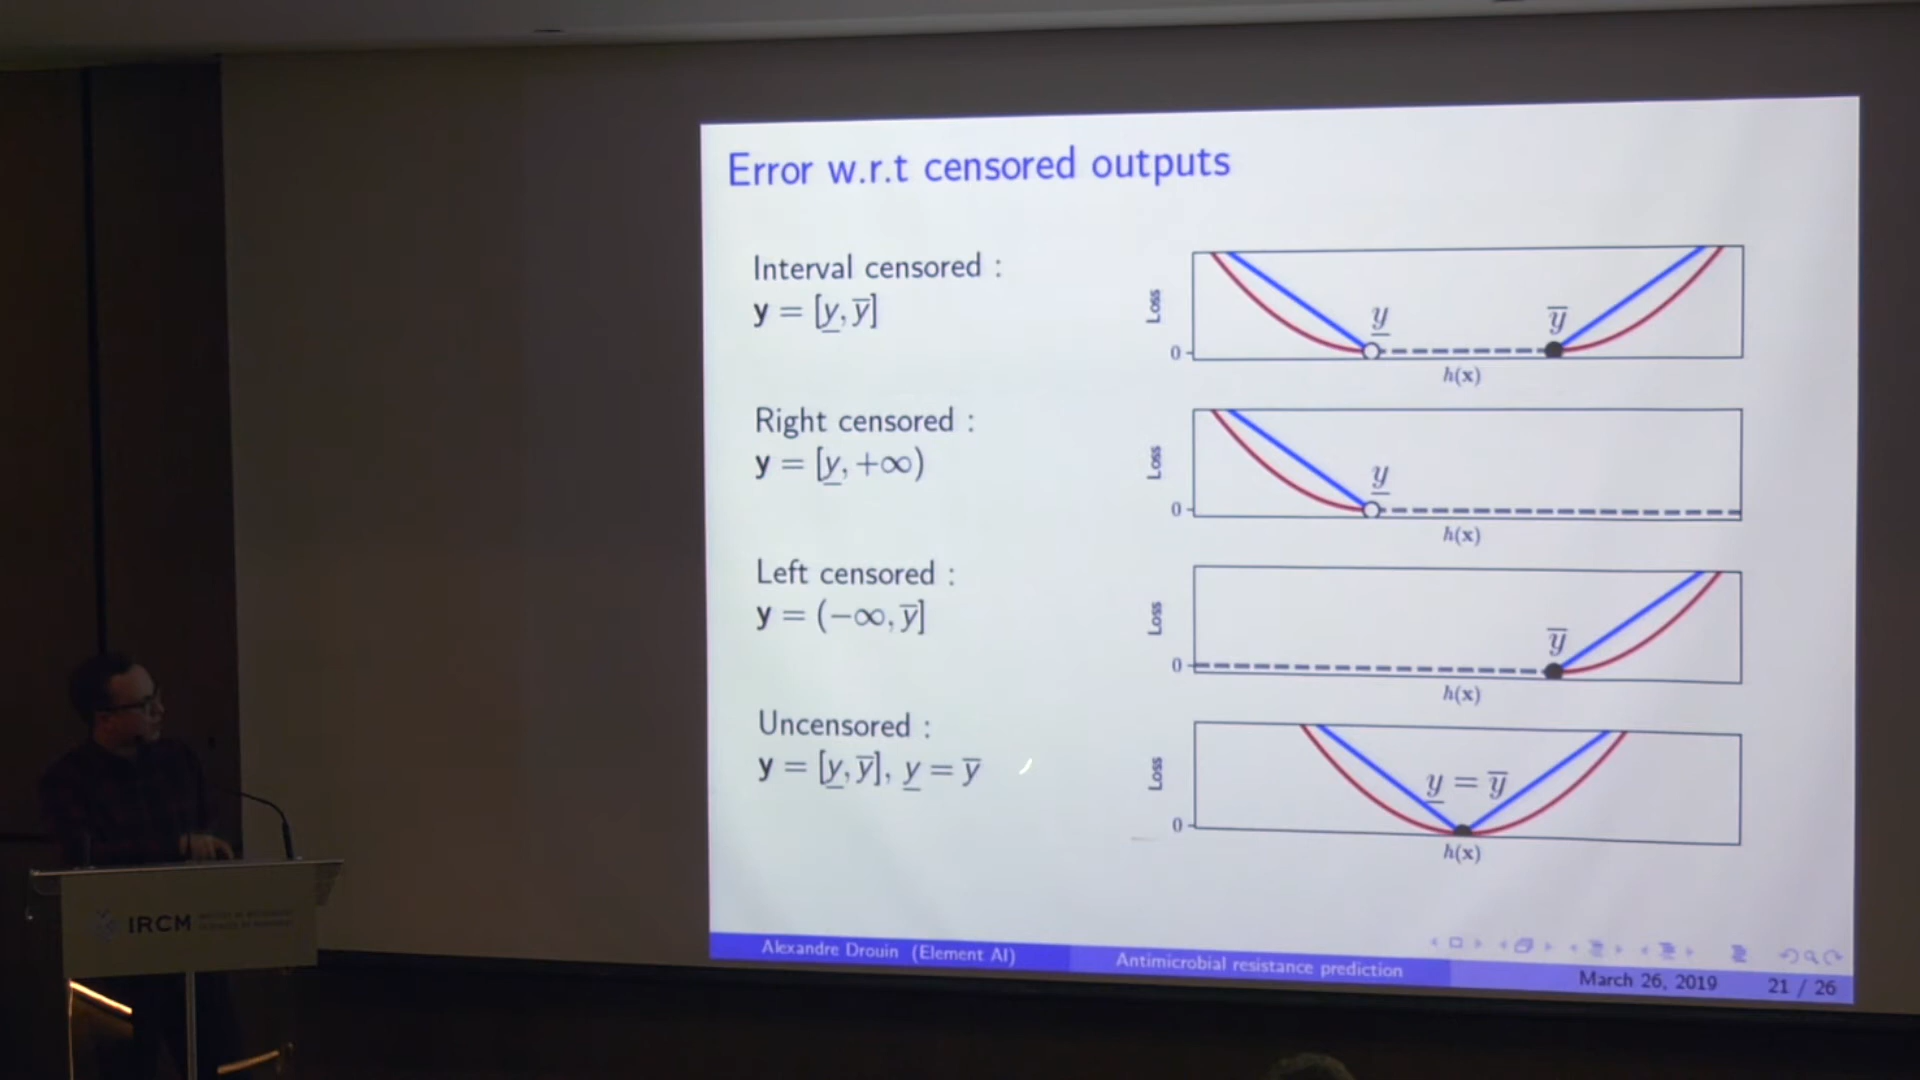 Error w.r.t censored outputs
Interval censored :
y = [y̲, y̅]
Loss
0
y̲
y̅
h(x)
Right censored :
y = [y̲, +∞)
Loss
0
y̲
h(x)
Left censored :
y = (−∞, y̅]
Loss
0
y̅
h(x)
Uncensored :
y = [y̲, y̅], y̲ = y̅
Loss
0
y̲ = y̅
h(x)
Alexandre Drouin (Element AI)
Antimicrobial resistance prediction
March 26, 2019
21 / 26
IRCM